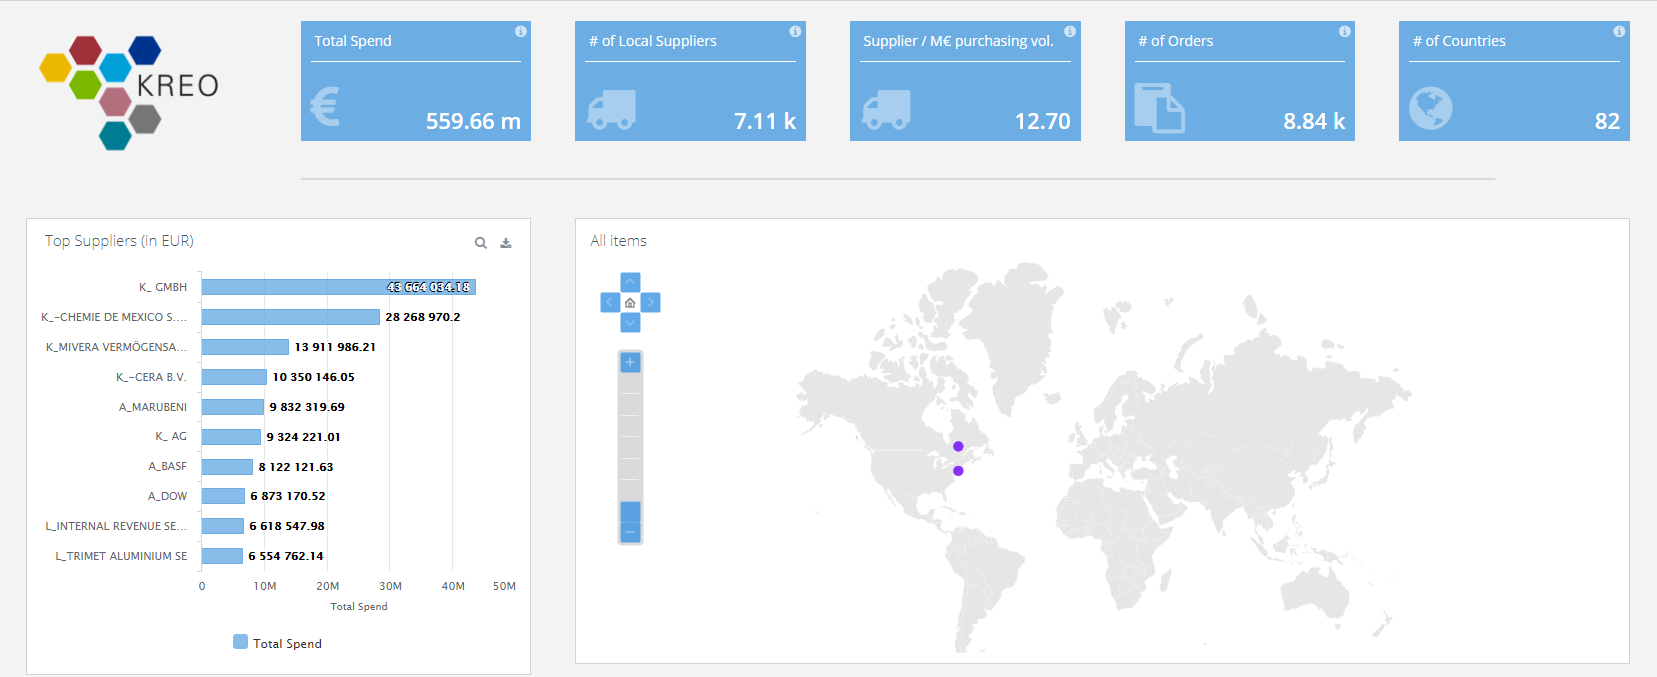 KREO
Total Spend
559.66 m
# of Local Suppliers
7.11 k
Supplier / M€ purchasing vol.
12.70
# of Orders
8.84 k
# of Countries
82
Top Suppliers (in EUR)
K_ GMBH 43 664 034.18
K_-CHEMIE DE MEXICO S.... 28 268 970.2
K_MIVERA VERMÖGENSA... 13 911 986.21
K_-CERA B.V. 10 350 146.05
A_MARUBENI 9 832 319.69
K_ AG 9 324 221.01
A_BASF 8 122 121.63
A_DOW 6 873 170.52
L_INTERNAL REVENUE SE... 6 618 547.98
L_TRIMET ALUMINIUM SE 6 554 762.14
0 10M 20M 30M 40M 50M
Total Spend
Total Spend
All items